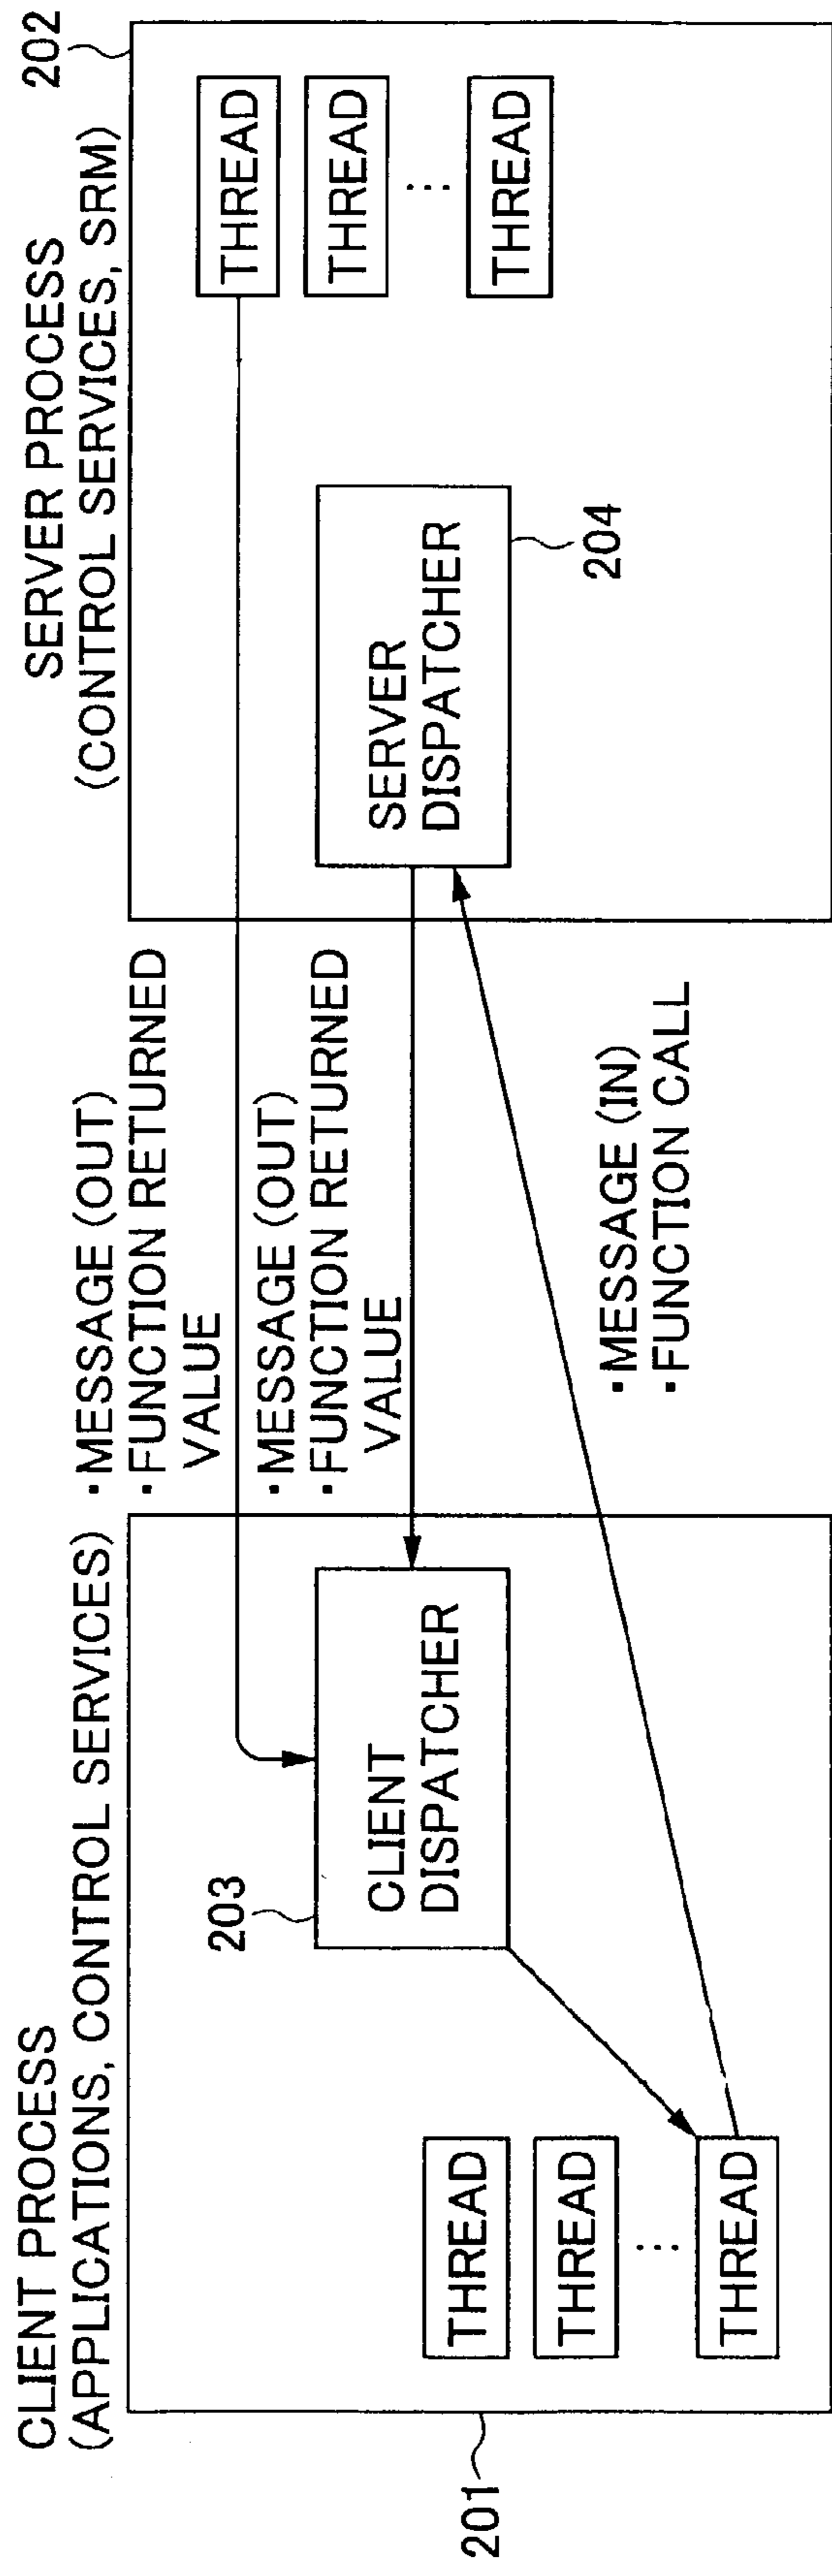 CLIENT PROCESS
(APPLICATIONS, CONTROL SERVICES)
201
THREAD
THREAD
⋮
THREAD
203
CLIENT
DISPATCHER
・MESSAGE (OUT)
・FUNCTION RETURNED
VALUE
・MESSAGE (OUT)
・FUNCTION RETURNED
VALUE
・MESSAGE (IN)
・FUNCTION CALL
SERVER PROCESS
(CONTROL SERVICES, SRM)
202
SERVER
DISPATCHER
204
THREAD
THREAD
⋮
THREAD